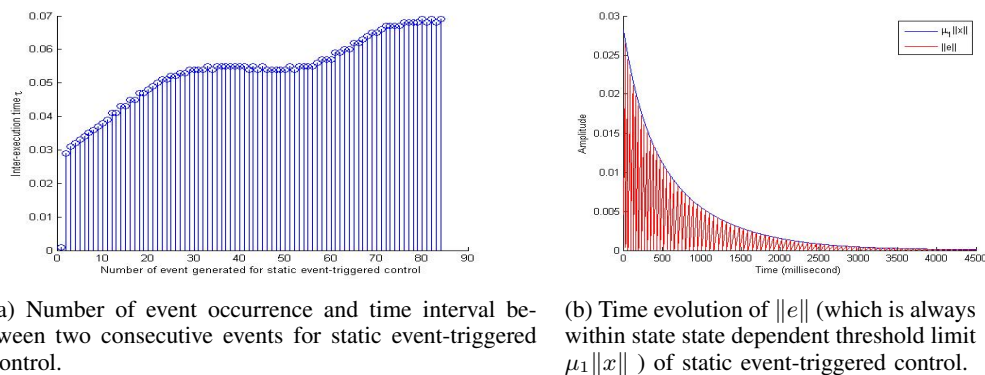 0.07
0.06
0.05
0.04
0.03
0.02
0.01
0
Inter-execution time τ
0 10 20 30 40 50 60 70 80 90
Number of event generated for static event-triggered control
0.03
0.025
0.02
0.015
0.01
0.005
0
Amplitude
μ₁||x||
||e||
0 500 1000 1500 2000 2500 3000 3500 4000 4500
Time (millisecond)
a) Number of event occurrence and time interval be-
ween two consecutive events for static event-triggered
control.
(b) Time evolution of ‖e‖ (which is always
within state state dependent threshold limit
μ₁‖x‖ ) of static event-triggered control.